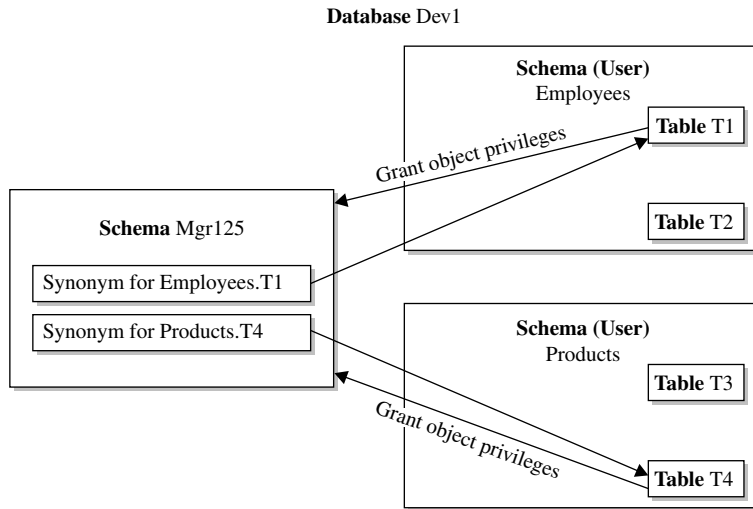 Database Dev1
Schema (User)
Employees
Table T1
Grant object privileges
Table T2
Schema Mgr125
Synonym for Employees.T1
Synonym for Products.T4
Schema (User)
Products
Table T3
Grant object privileges
Table T4